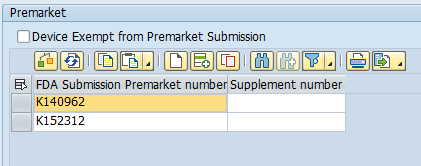 Premarket
Device Exempt from Premarket Submission
FDA Submission Premarket number Supplement number
K140962
K152312